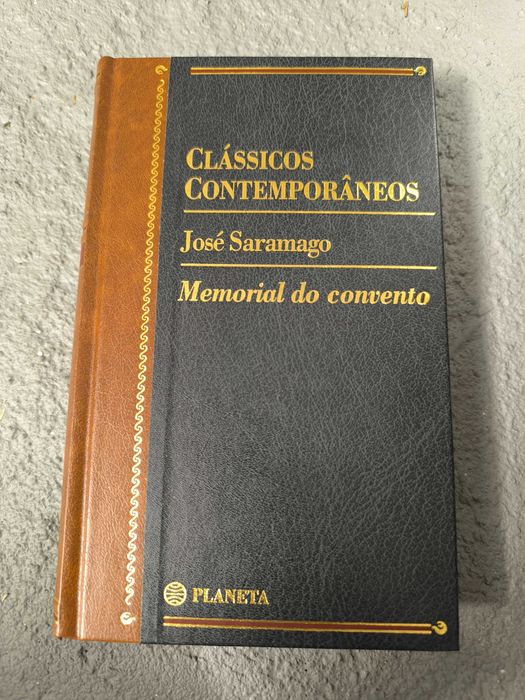 CLÁSSICOS
CONTEMPORÂNEOS
José Saramago
Memorial do convento
PLANETA